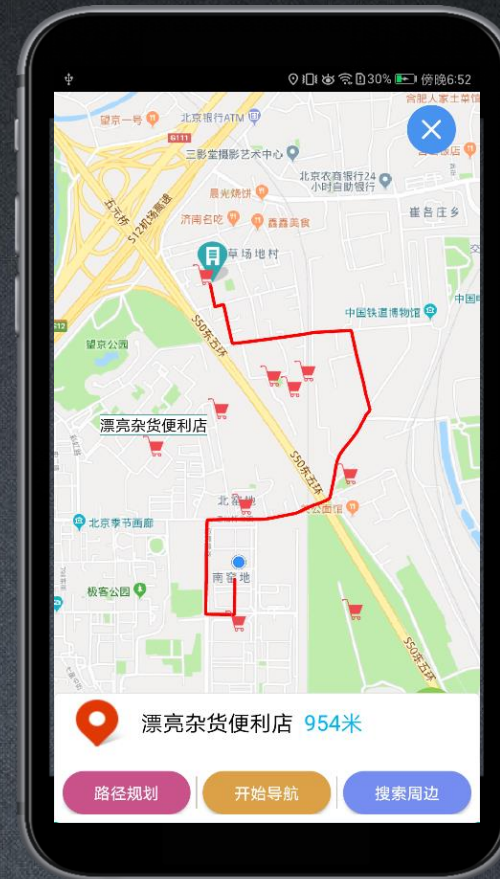 30% 傍晚6:52
合肥人家土菜馆
望京一号
北京银行ATM
G111
三影堂摄影艺术中心
北京农商银行24
小时自助银行
晨光烧饼
五元桥
S12机场高速
济南名吃
鑫鑫美食
崔各庄乡
草场地村
中国铁道博物馆
S50东五环
望京公园
漂亮杂货便利店
S50东五环
北窑地
北京季节画廊
南窑地
极客公园
S50东五环
漂亮杂货便利店 954米
路径规划
开始导航
搜索周边